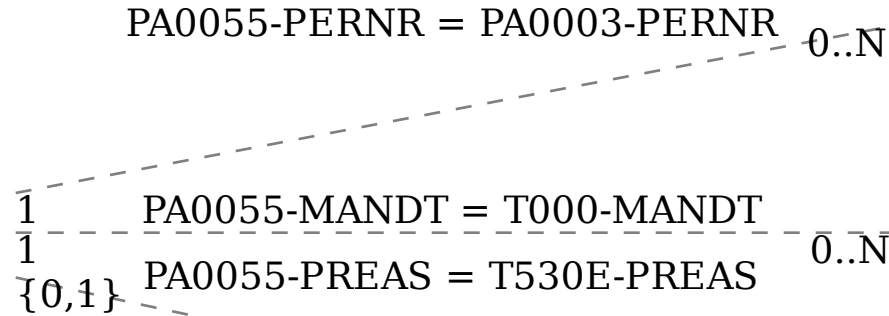 PA0055-PERNR = PA0003-PERNR
0..N
1
PA0055-MANDT = T000-MANDT
1
0..N
{0,1}
PA0055-PREAS = T530E-PREAS